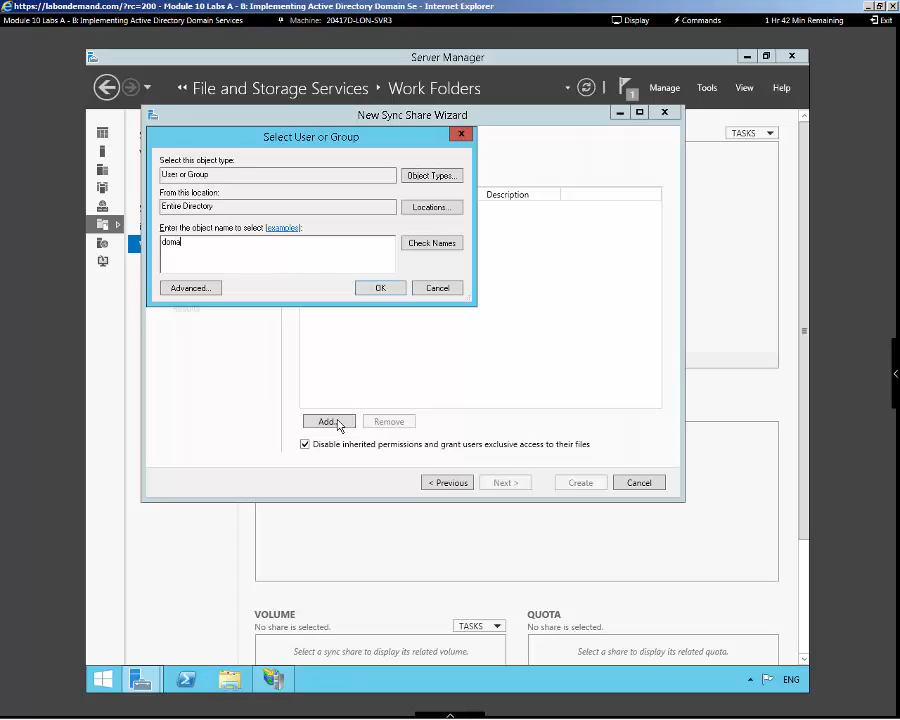 https://labondemand.com/?rc=200 - Module 10 Labs A - B: Implementing Active Directory Domain Se - Internet Explorer
Module 10 Labs A - B: Implementing Active Directory Domain Services
Machine: 20417D-LON-SVR3
Display
Commands
1 Hr 42 Min Remaining
Exit
Server Manager
File and Storage Services
Work Folders
1
Manage
Tools
View
Help
New Sync Share Wizard
TASKS
Select User or Group
Select this object type:
User or Group
Object Types...
From this location:
Entire Directory
Locations...
Enter the object name to select (examples):
doma
Check Names
Advanced...
OK
Cancel
Description
Results
Add...
Remove
Disable inherited permissions and grant users exclusive access to their files
< Previous
Next >
Create
Cancel
VOLUME
No share is selected.
TASKS
QUOTA
No share is selected.
Select a sync share to display its related volume.
Select a share to display its related quota.
ENG